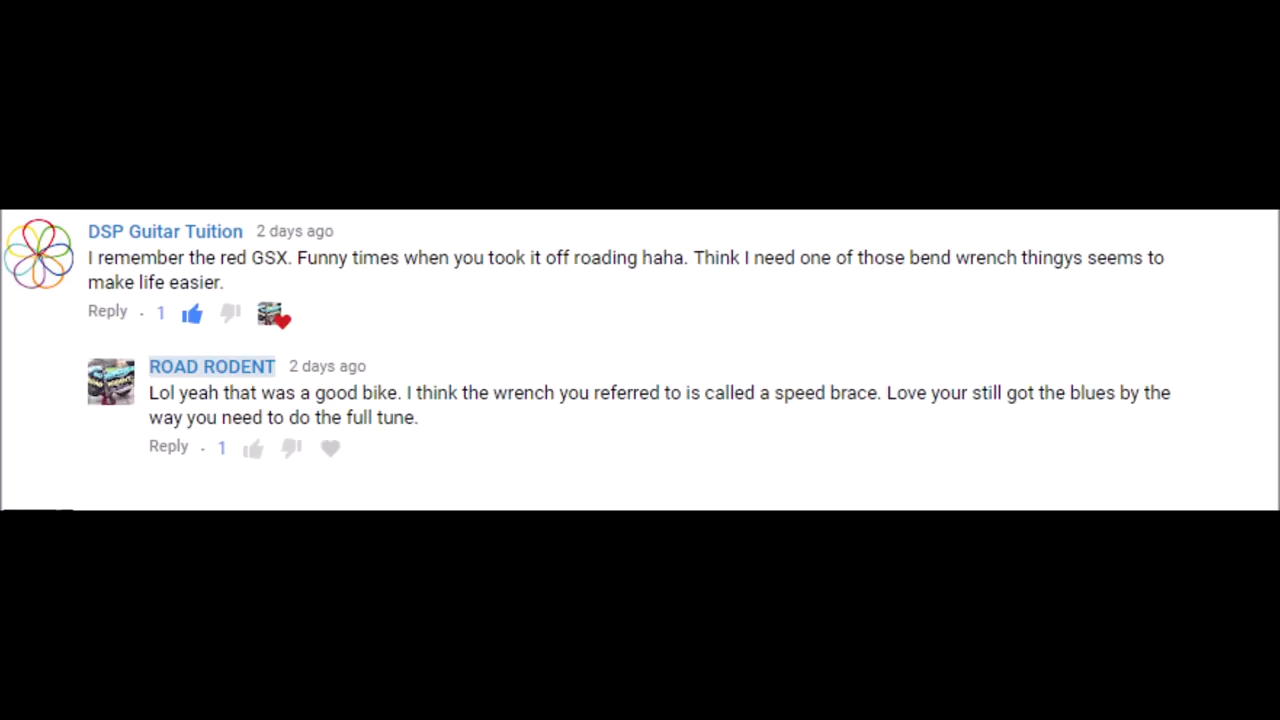 DSP Guitar Tuition 2 days ago
I remember the red GSX. Funny times when you took it off roading haha. Think I need one of those bend wrench thingys seems to
make life easier.
Reply · 1
ROAD RODENT 2 days ago
Lol yeah that was a good bike. I think the wrench you referred to is called a speed brace. Love your still got the blues by the
way you need to do the full tune.
Reply · 1